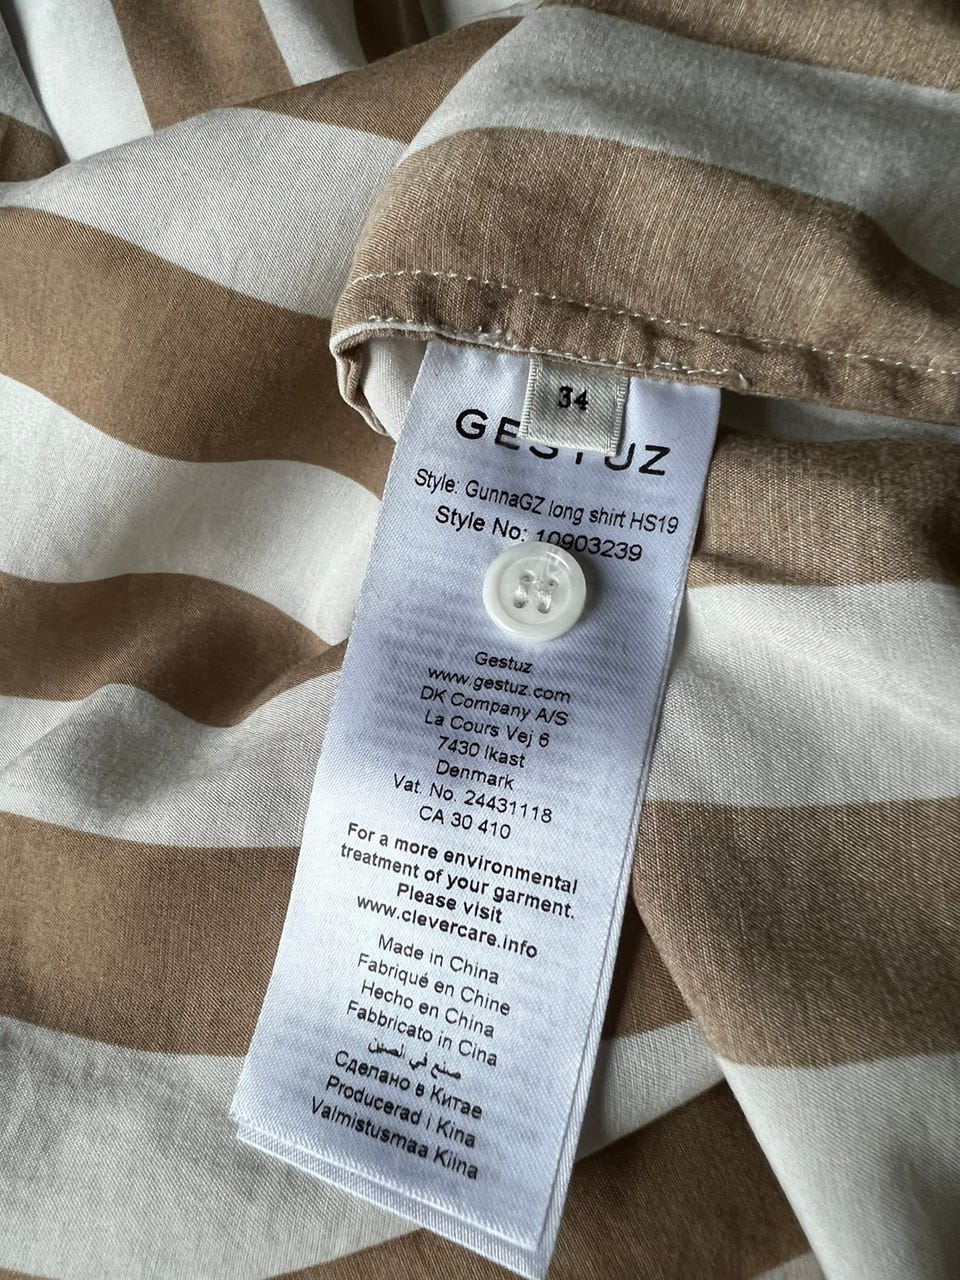 34
GESTUZ
Style: GunnaGZ long shirt HS19
Style No: 10903239
Gestuz
www.gestuz.com
DK Company A/S
La Cours Vej 6
7430 Ikast
Denmark
Vat. No. 24431118
CA 30 410
For a more environmental
treatment of your garment.
Please visit
www.clevercare.info
Made in China
Fabriqué en Chine
Hecho en China
Fabbricato in Cina
صنع في الصين
Сделано в Китае
Producerad i Kina
Valmistusmaa Kiina